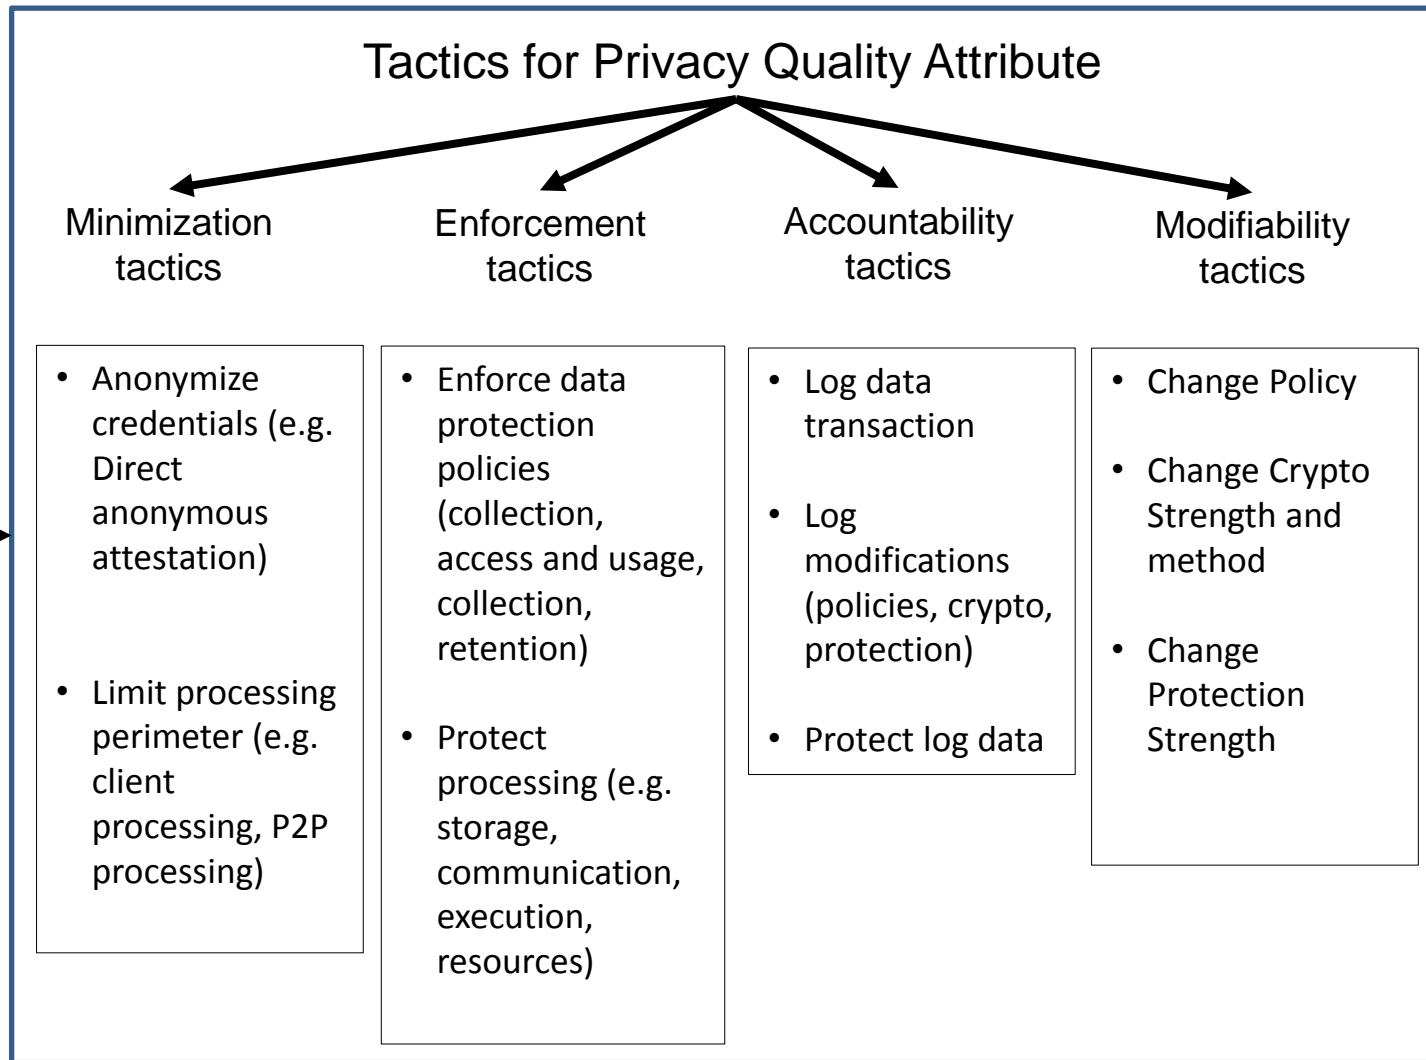 Tactics for Privacy Quality Attribute
Minimization
tactics
Enforcement
tactics
Accountability
tactics
Modifiability
tactics
• Anonymize
credentials (e.g.
Direct
anonymous
attestation)
• Limit processing
perimeter (e.g.
client
processing, P2P
processing)
• Enforce data
protection
policies
(collection,
access and usage,
collection,
retention)
• Protect
processing (e.g.
storage,
communication,
execution,
resources)
• Log data
transaction
• Log
modifications
(policies, crypto,
protection)
• Protect log data
• Change Policy
• Change Crypto
Strength and
method
• Change
Protection
Strength